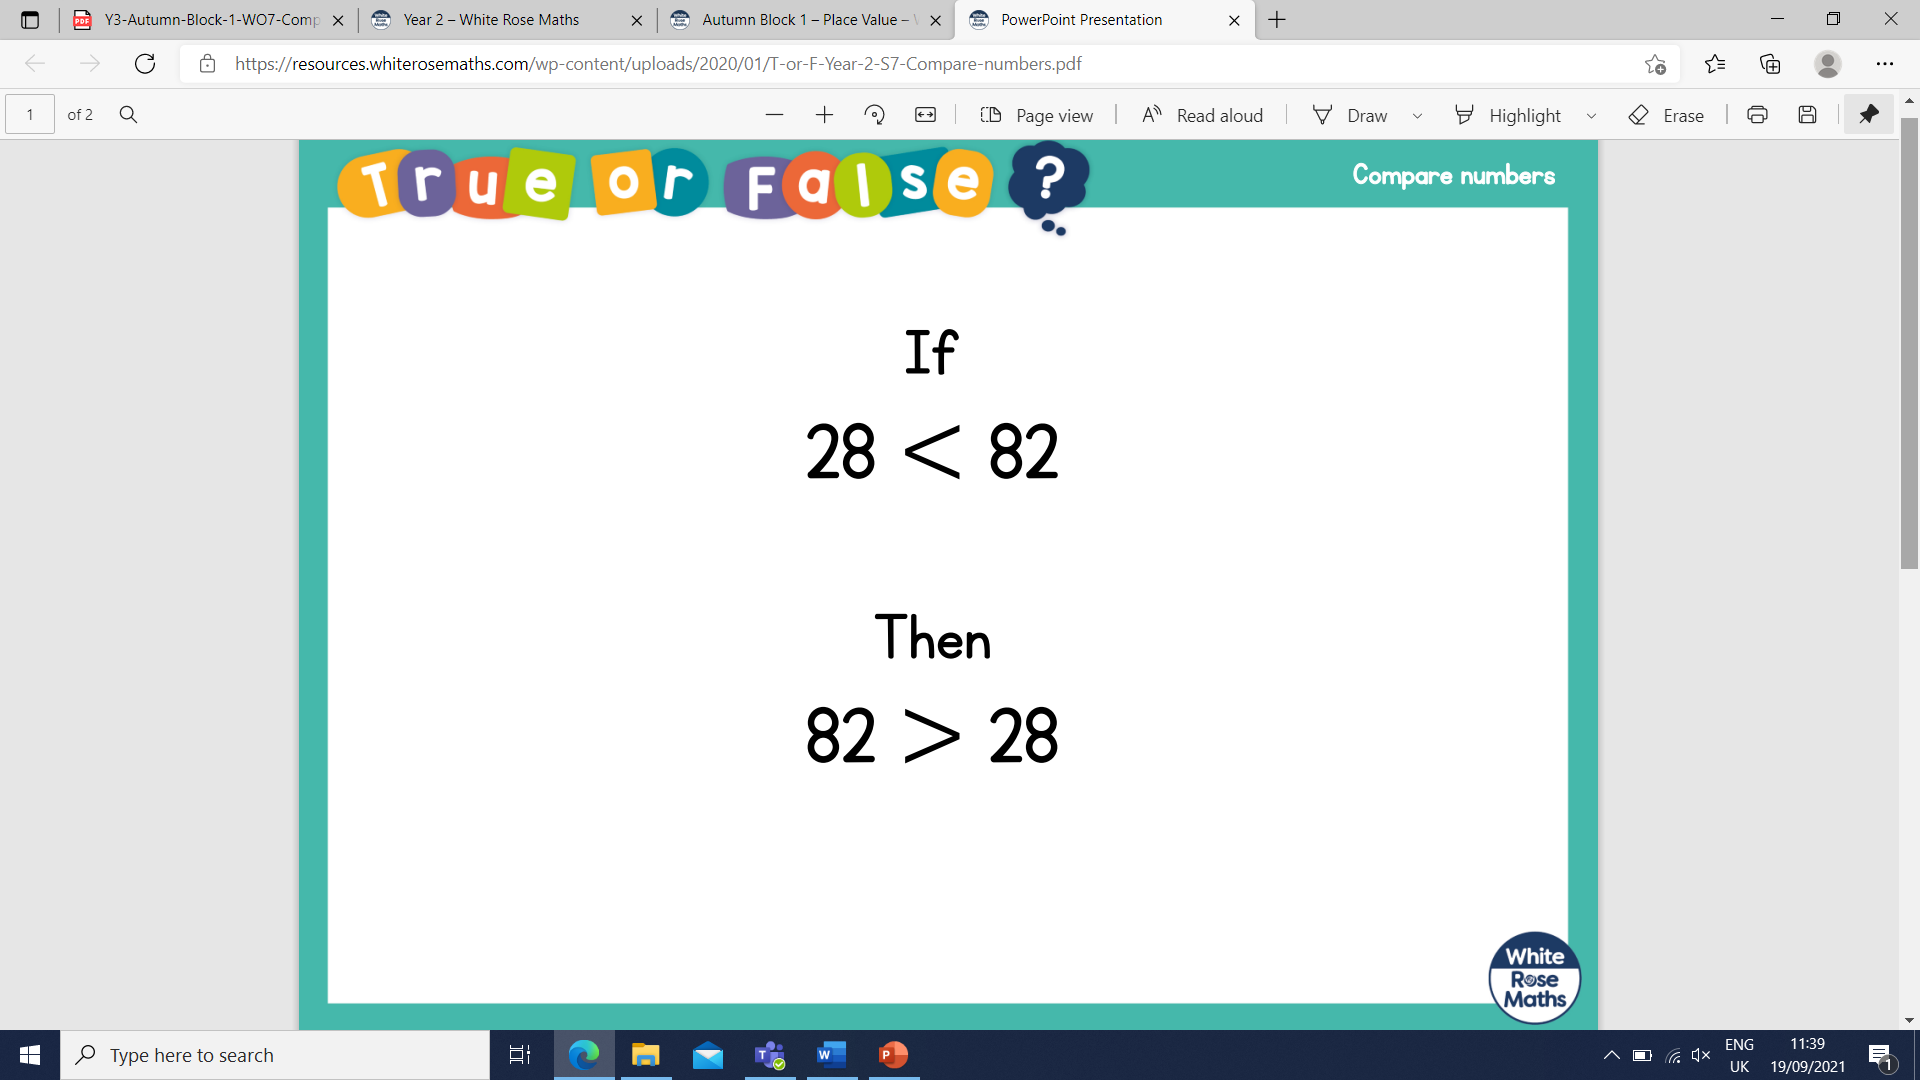 Y3-Autumn-Block-1-WO7-Comp
Year 2 – White Rose Maths
Autumn Block 1 – Place Value –
PowerPoint Presentation
https://resources.whiterosemaths.com/wp-content/uploads/2020/01/T-or-F-Year-2-S7-Compare-numbers.pdf
1 of 2
Page view
Read aloud
Draw
Highlight
Erase
True or False ?
Compare numbers
If
28 < 82
Then
82 > 28
White
Rose
Maths
Type here to search
ENG
UK
11:39
19/09/2021
1